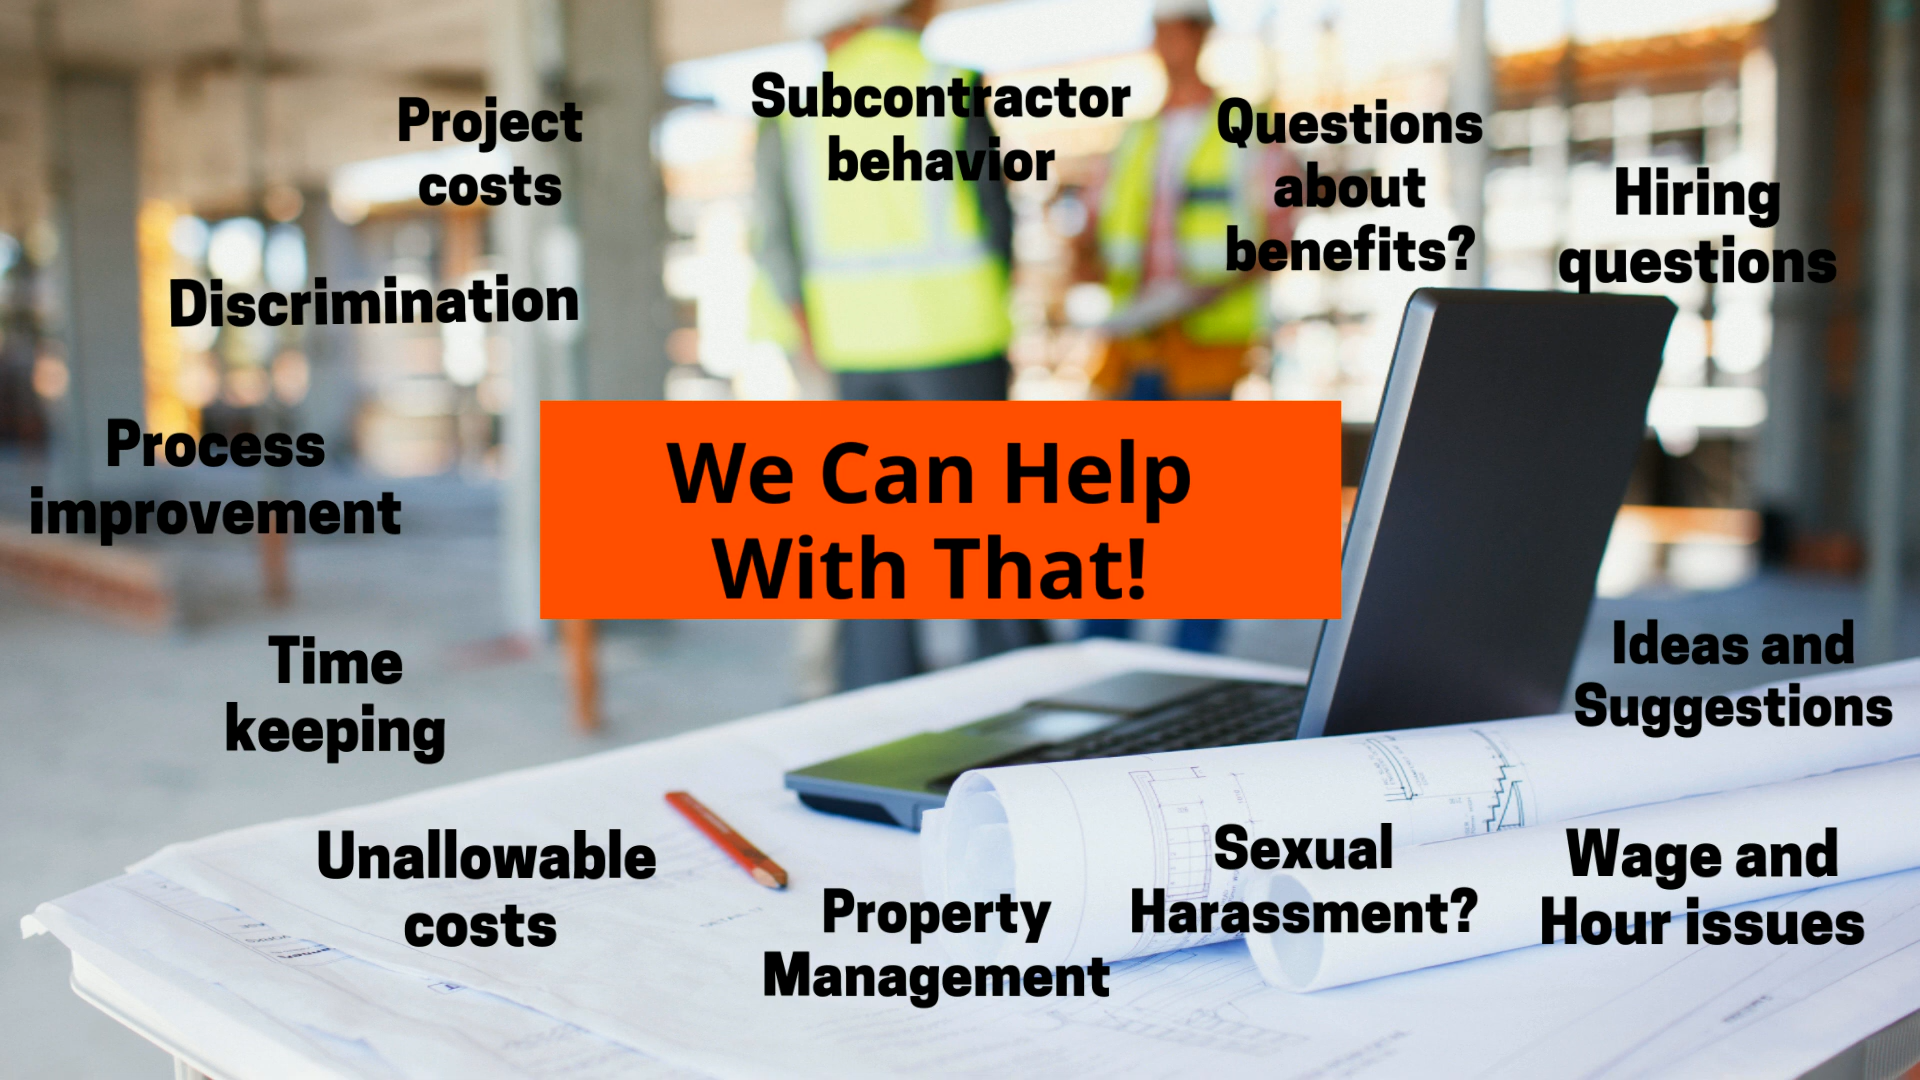 Project
costs
Subcontractor
behavior
Questions
about
benefits?
Hiring
questions
Discrimination
Process
improvement
We Can Help
With That!
Time
keeping
Ideas and
Suggestions
Unallowable
costs
Property
Management
Sexual
Harassment?
Wage and
Hour issues